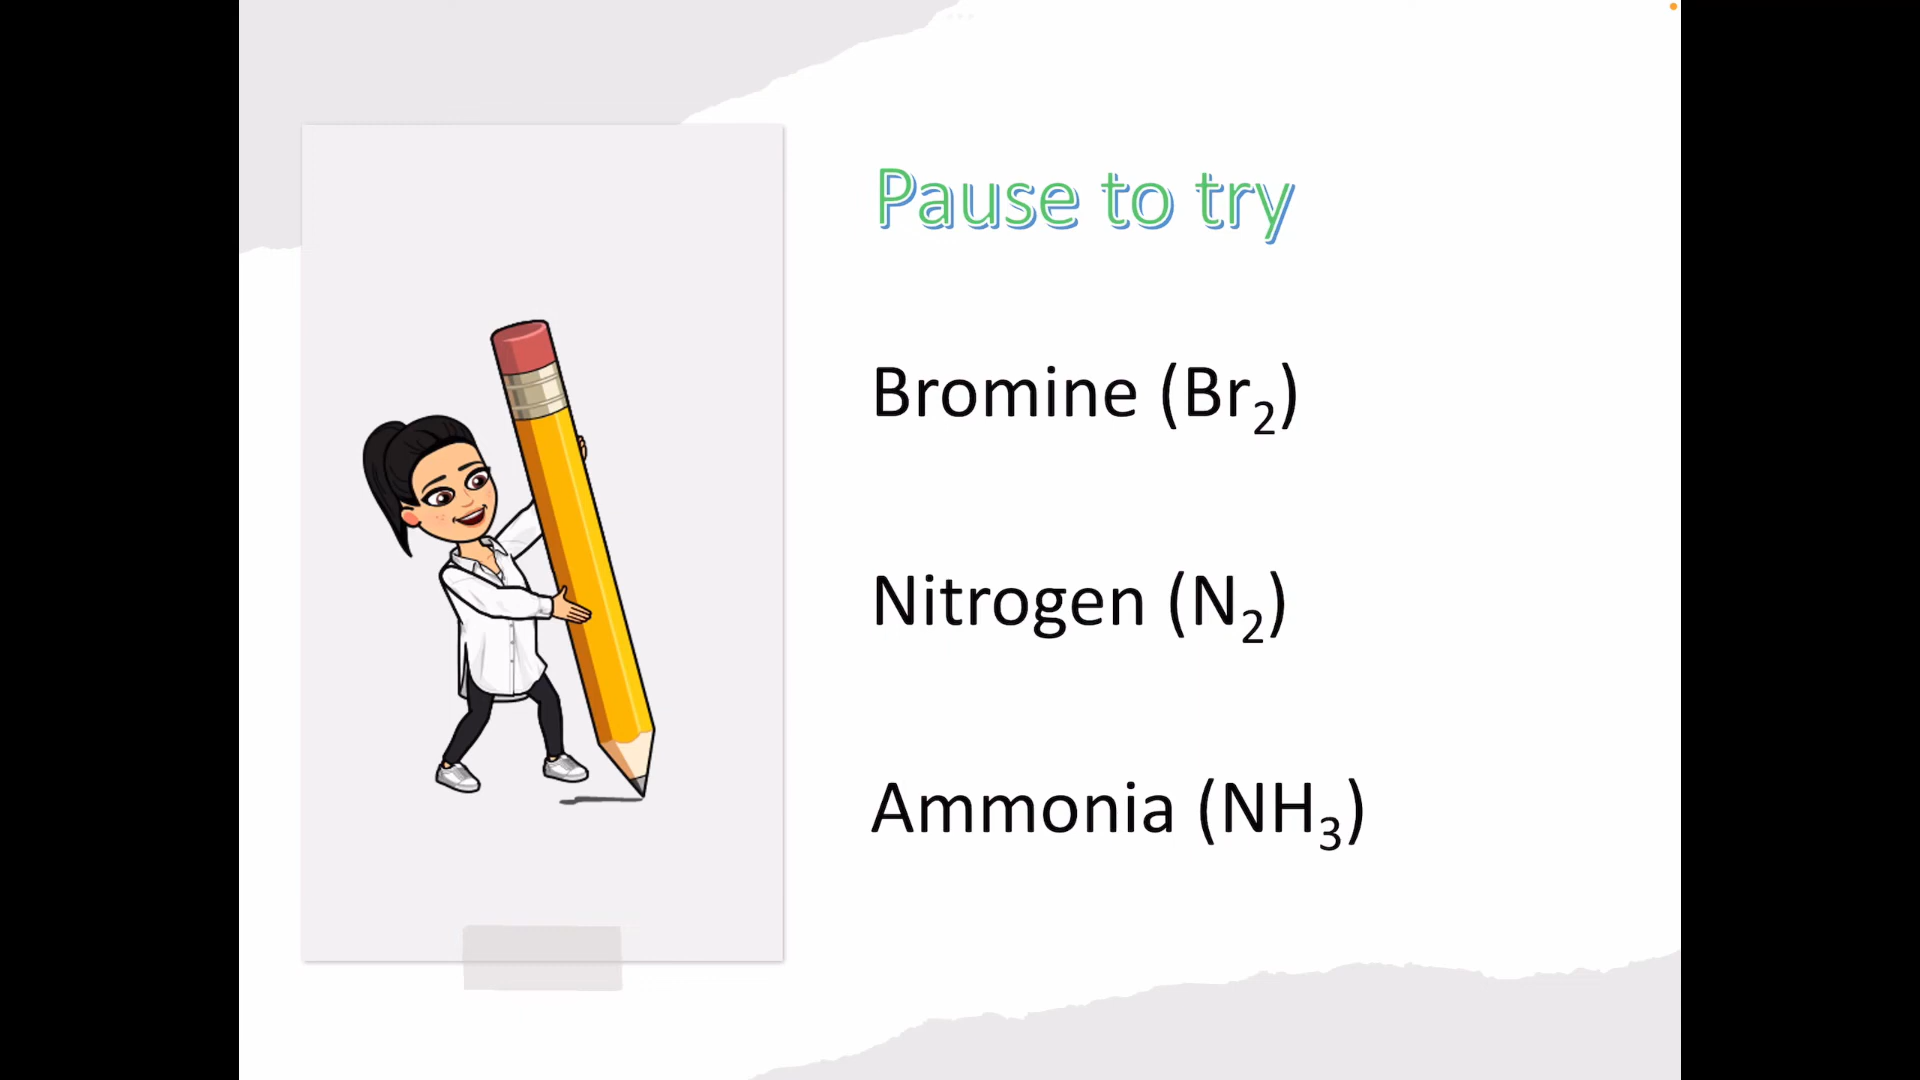 Pause to try
Bromine (Br₂)
Nitrogen (N₂)
Ammonia (NH₃)